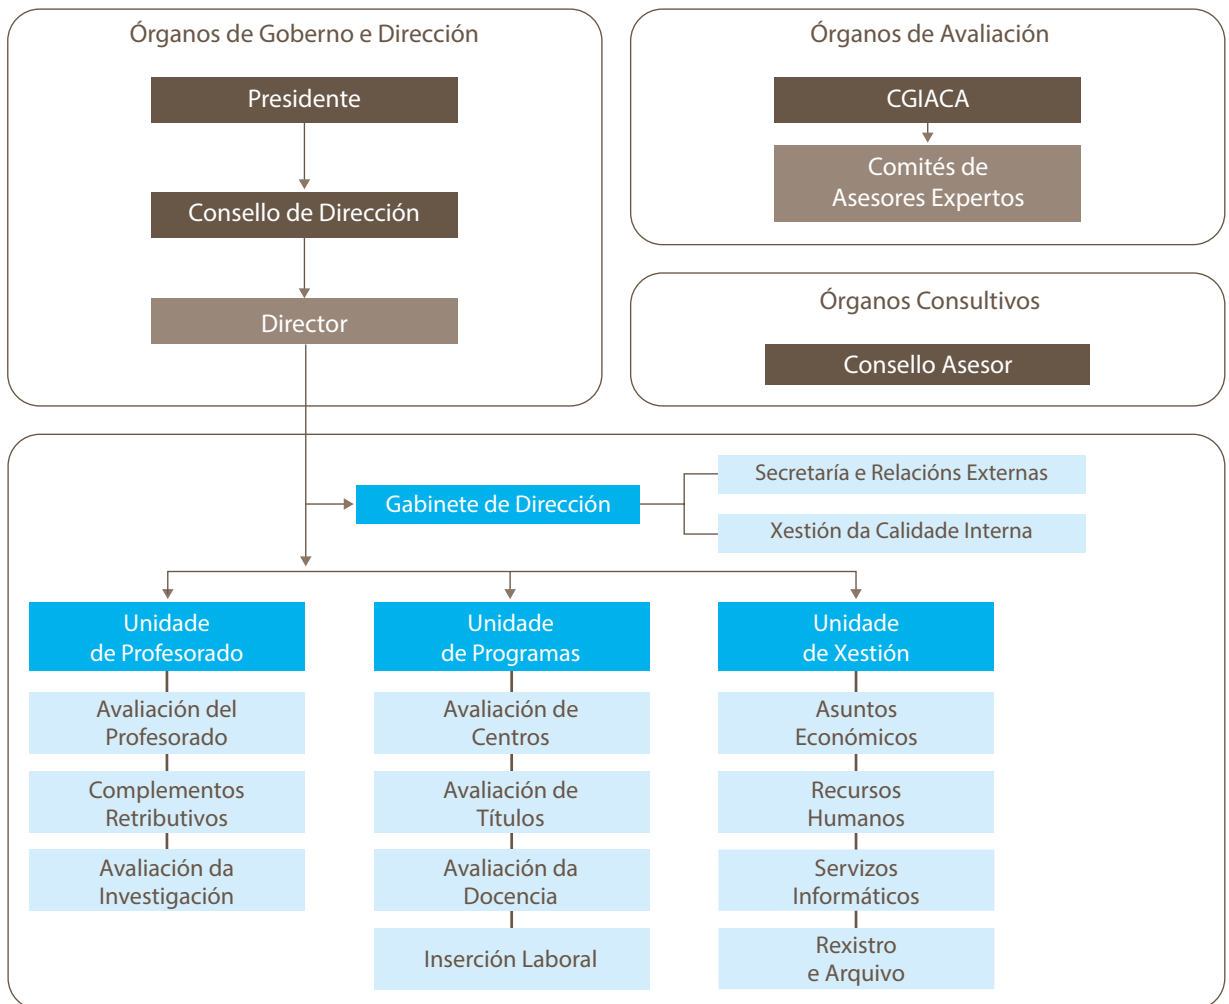 Órganos de Goberno e Dirección
Presidente
Consello de Dirección
Director
Órganos de Avaliación
CGIACA
Comités de
Asesores Expertos
Órganos Consultivos
Consello Asesor
Gabinete de Dirección
Secretaría e Relacións Externas
Xestión da Calidade Interna
Unidade
de Profesorado
Avaliación del
Profesorado
Complementos
Retributivos
Avaliación da
Investigación
Unidade
de Programas
Avaliación de
Centros
Avaliación de
Títulos
Avaliación da
Docencia
Inserción Laboral
Unidade
de Xestión
Asuntos
Económicos
Recursos
Humanos
Servizos
Informáticos
Rexistro
e Arquivo